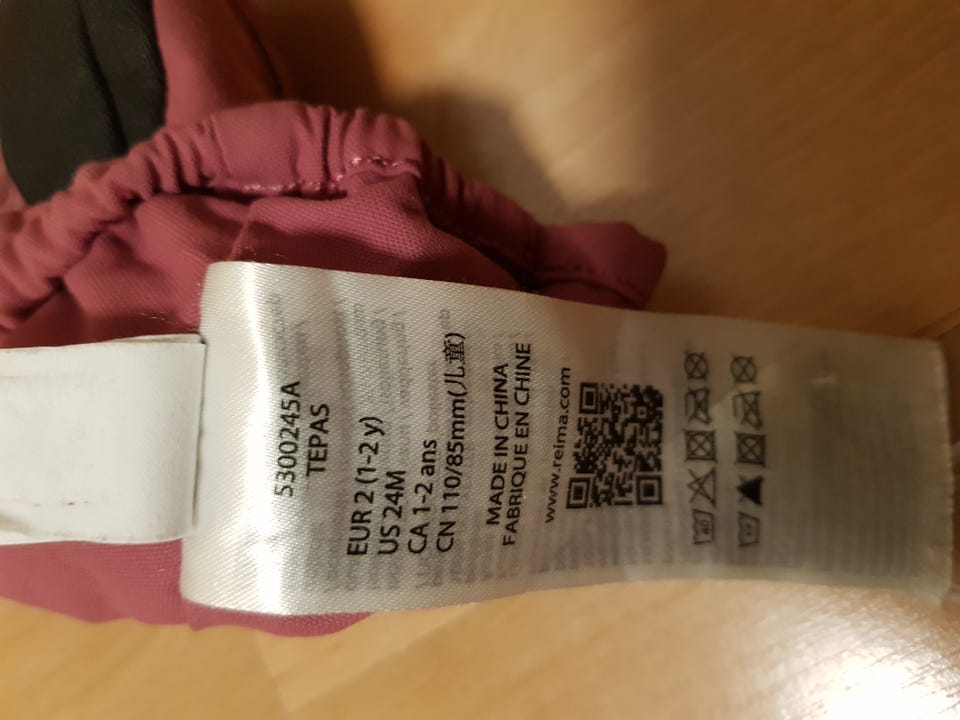 5300245A
TEPAS
EUR 2 (1-2 y)
US 24M
CA 1-2 ans
CN 110/85mm(儿童)
MADE IN CHINA
FABRIQUE EN CHINE
www.reima.com
40